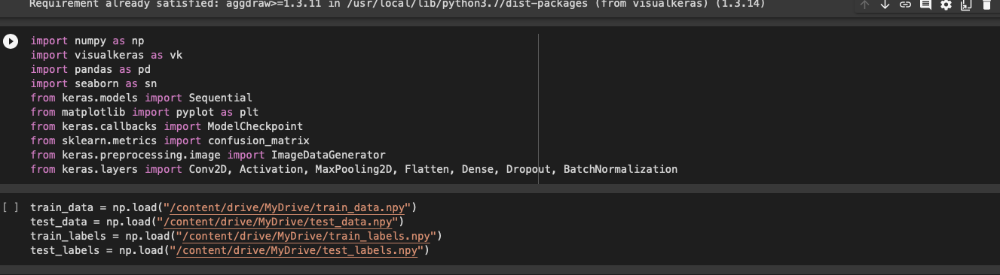 Requirement already satisfied: aggdraw>=1.3.11 in /usr/local/lib/python3.7/dist-packages (from visualkeras) (1.3.14)
import numpy as np
import visualkeras as vk
import pandas as pd
import seaborn as sn
from keras.models import Sequential
from matplotlib import pyplot as plt
from keras.callbacks import ModelCheckpoint
from sklearn.metrics import confusion_matrix
from keras.preprocessing.image import ImageDataGenerator
from keras.layers import Conv2D, Activation, MaxPooling2D, Flatten, Dense, Dropout, BatchNormalization
[ ] train_data = np.load("/content/drive/MyDrive/train_data.npy")
test_data = np.load("/content/drive/MyDrive/test_data.npy")
train_labels = np.load("/content/drive/MyDrive/train_labels.npy")
test_labels = np.load("/content/drive/MyDrive/test_labels.npy")